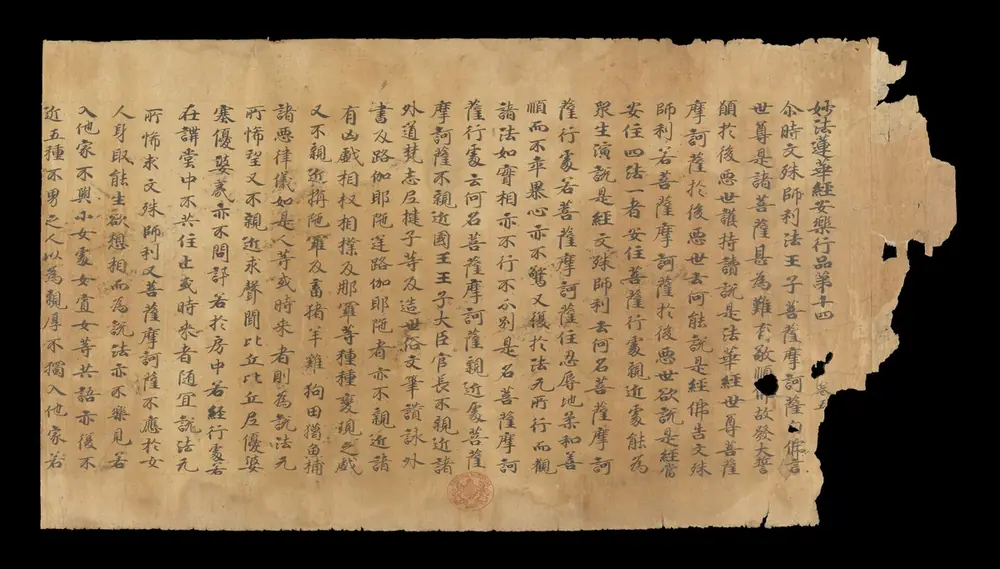 妙法蓮華經安樂行品第十四
尒時文殊師利法王子菩薩摩訶薩白佛言
世尊是諸菩薩甚為難有敬順佛故發大誓
願於後惡世護持讀說是法華經世尊菩薩
摩訶薩於後惡世云何能說是經佛告文殊
師利若菩薩摩訶薩於後惡世欲說是經當
安住四法一者安住菩薩行處親近處能為
眾生演說是經文殊師利云何名菩薩摩訶
薩行處若菩薩摩訶薩住忍辱地柔和善
順而不卒暴心亦不驚又復於法无所行而觀
諸法如實相亦不行不分別是名菩薩摩訶
薩行處云何名菩薩摩訶薩親近處菩薩
摩訶薩不親近國王王子大臣官長不親近諸
外道梵志尼揵子等及造世俗文筆讚詠外
書及路伽耶陁逆路伽耶陁者亦不親近諸
有凶戲相扠相撲及那羅等種種變現之戲
又不親近旃陁羅及畜猪羊雞狗田獵魚捕
諸惡律儀如是人等或時來者則為說法无
所悕望又不親近求聲聞比丘比丘尼優婆
塞優婆夷亦不問訊若於房中若經行處若
在講堂中不共住止或時來者隨宜說法无
所悕求文殊師利又菩薩摩訶薩不應於女
人身取能生欲想相而為說法亦不樂見若
入他家不與小女處女寡女等共語亦復不
近五種不男之人以為親厚不獨入他家若